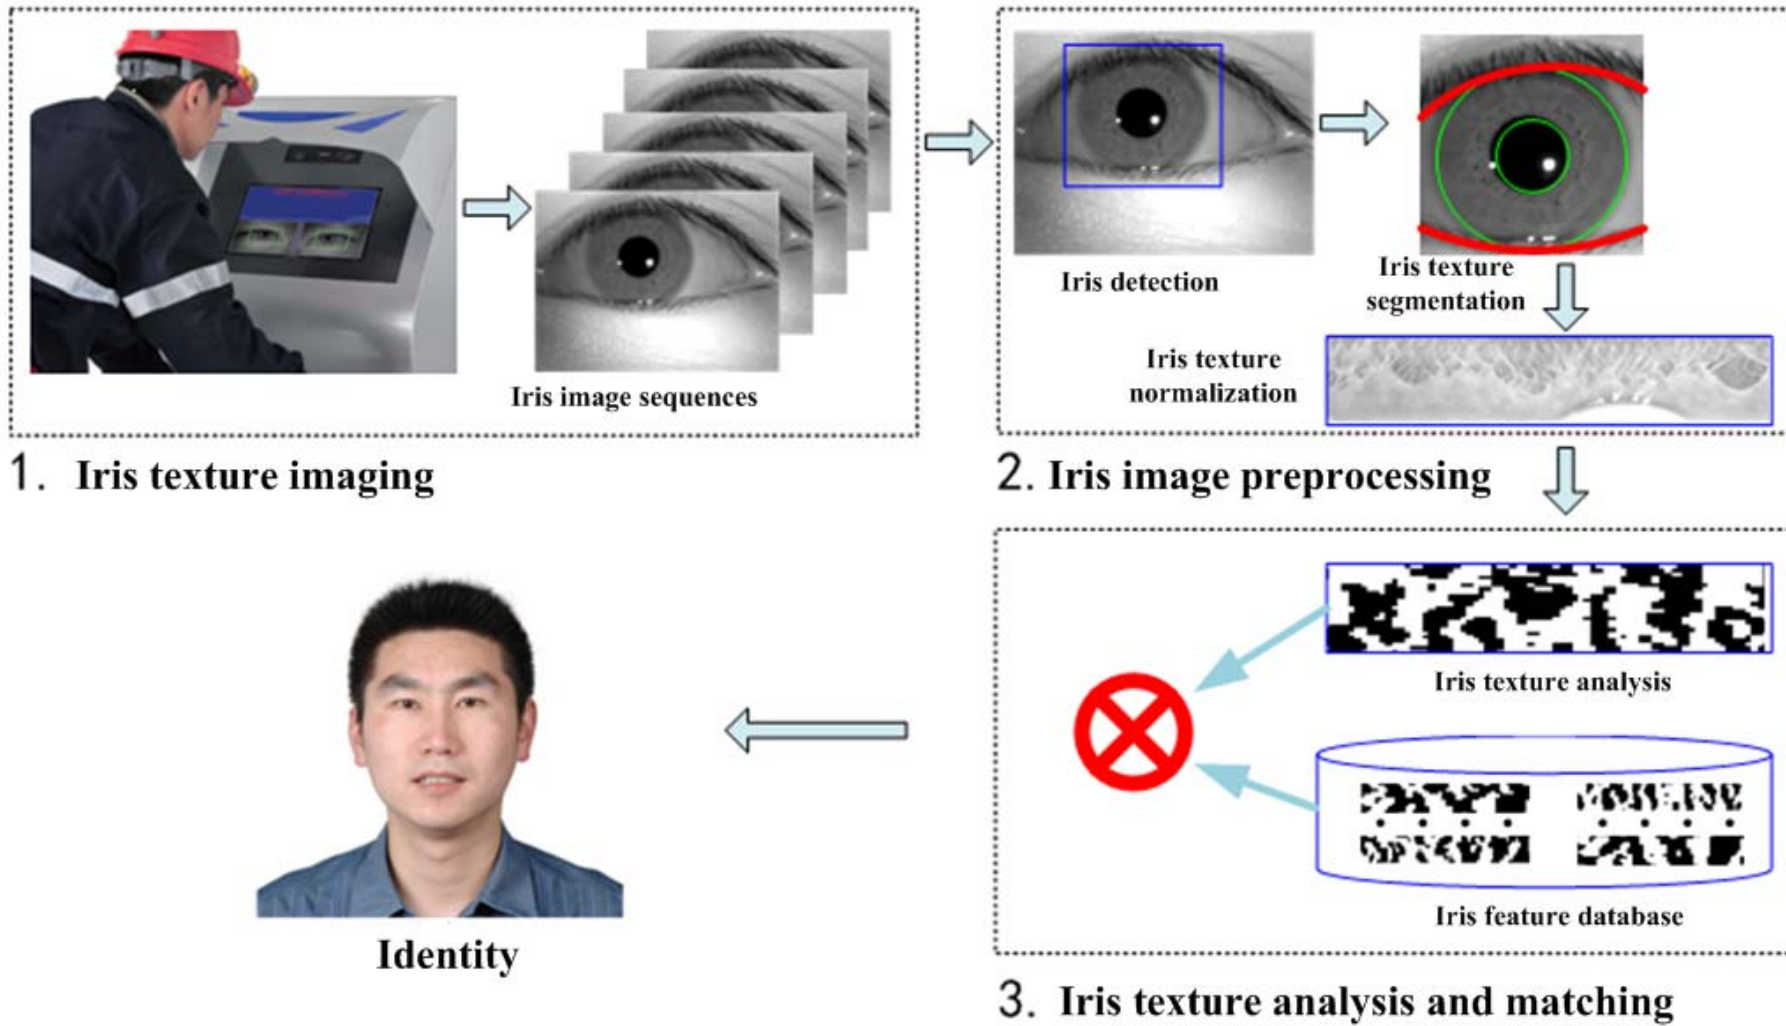 Iris image sequences
1. Iris texture imaging
Iris detection
Iris texture
segmentation
Iris texture
normalization
2. Iris image preprocessing
Iris texture analysis
Iris feature database
3. Iris texture analysis and matching
Identity